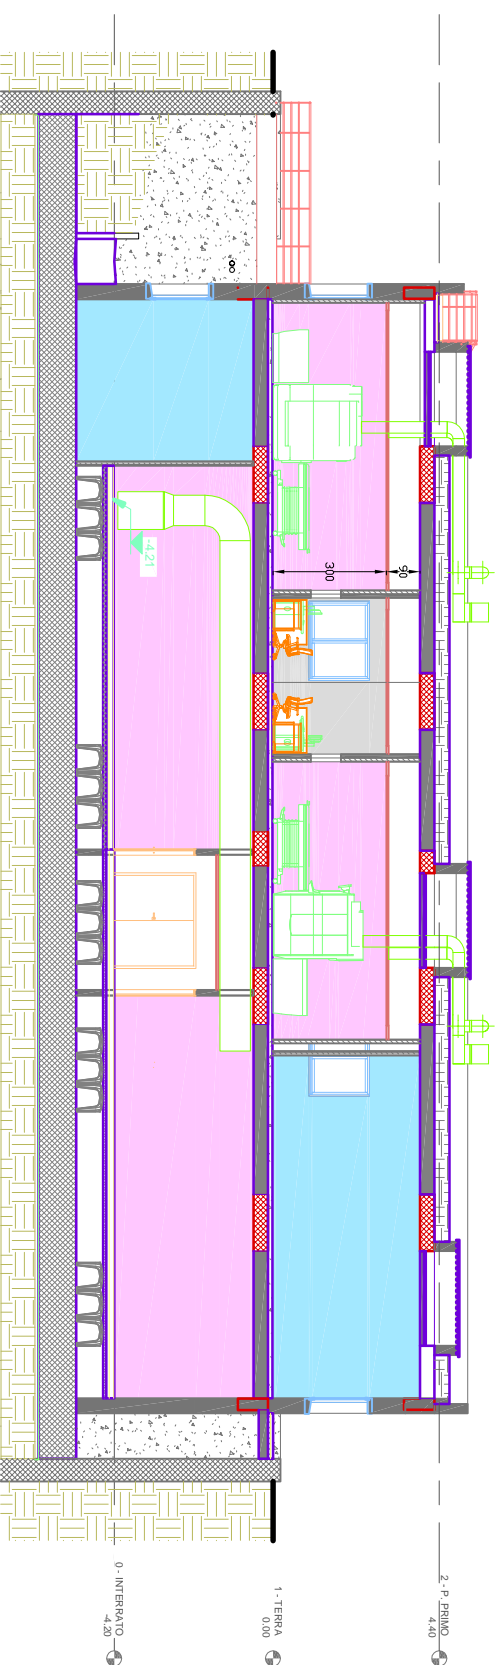 2 - P. PRIMO
4.40
1 - TERRA
0.00
0 - INTERRATO
-4.20
90
300
-4.21